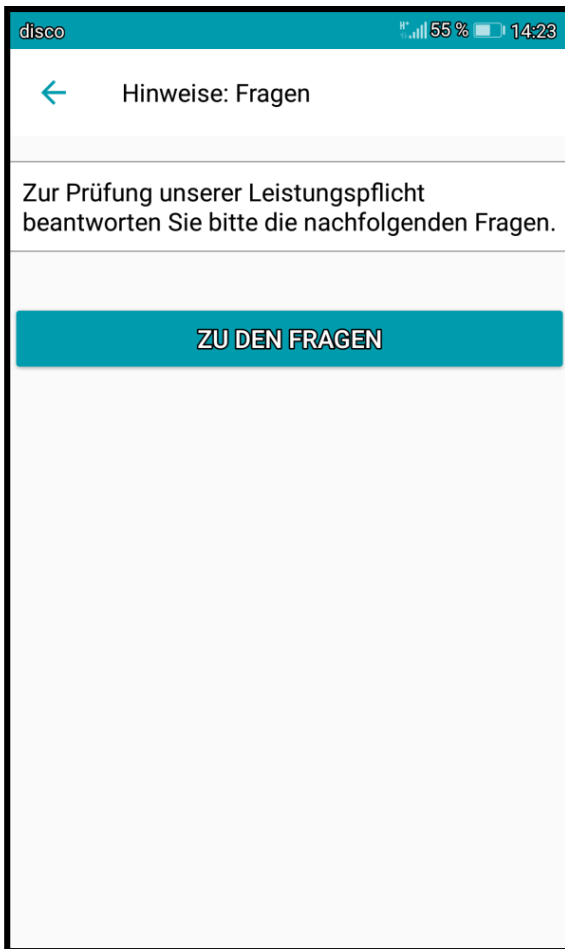 disco H+ 55 % 14:23
Hinweise: Fragen
Zur Prüfung unserer Leistungspflicht
beantworten Sie bitte die nachfolgenden Fragen.
ZU DEN FRAGEN